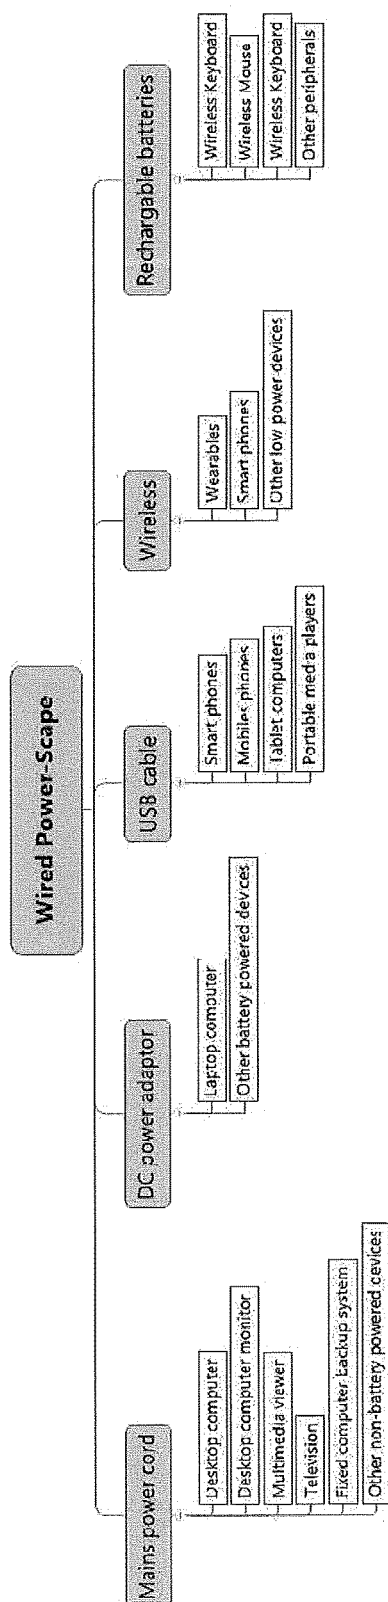 Wired Power-Scape
Mains power cord
Desktop computer
Desktop computer monitor
Multimedia viewer
Television
Fixed computer backup system
Other non-battery powered cevices
DC power adaptor
Laptop computer
Other battery powered devices
USB cable
Smart phones
Mobiles phones
Tablet computers
Portable media players
Wireless
Wearables
Smart phones
Other low power-devices
Rechargable batteries
Wireless Keyboard
Wireless Mouse
Wireless Keyboard
Other peripherals